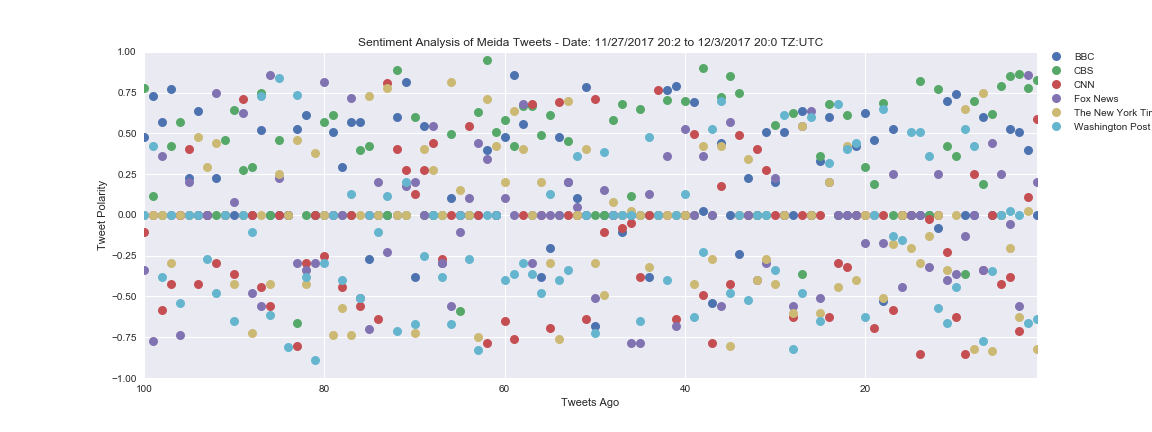 Sentiment Analysis of Meida Tweets - Date: 11/27/2017 20:2 to 12/3/2017 20:0 TZ:UTC
1.00
0.75
0.50
0.25
0.00
−0.25
−0.50
−0.75
−1.00
Tweet Polarity
100
80
60
40
20
Tweets Ago
BBC
CBS
CNN
Fox News
The New York Tir
Washington Post